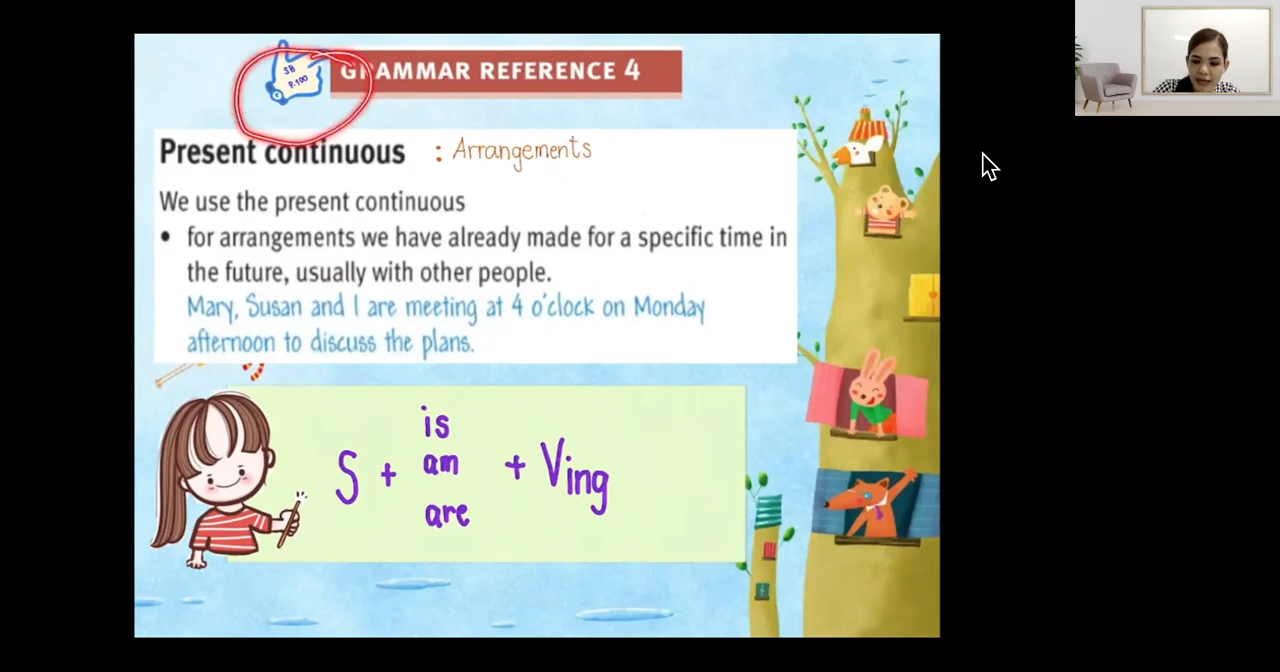 SB
P.100
GRAMMAR REFERENCE 4
Present continuous : Arrangements
We use the present continuous
• for arrangements we have already made for a specific time in
the future, usually with other people.
Mary, Susan and I are meeting at 4 o'clock on Monday
afternoon to discuss the plans.
is
S + am + Ving
are